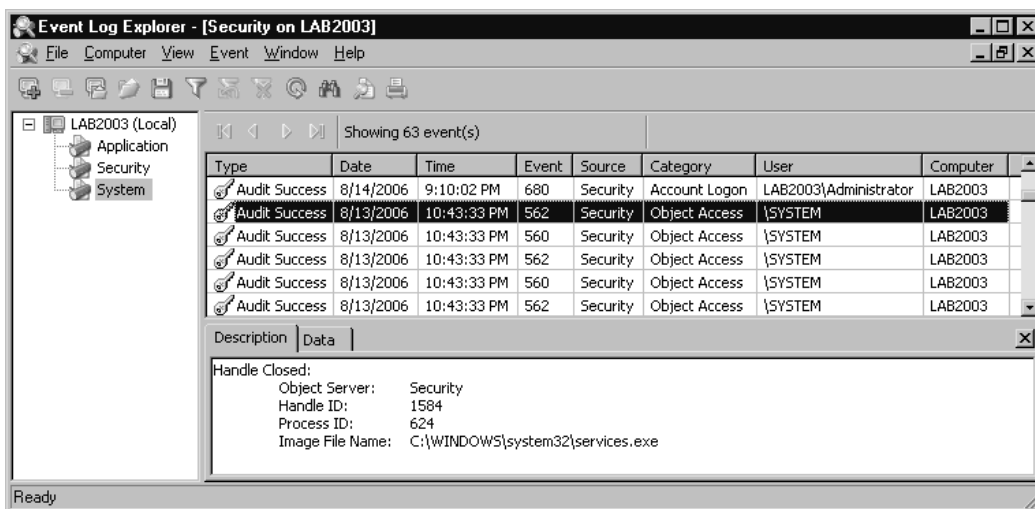 Event Log Explorer - [Security on LAB2003]
File Computer View Event Window Help
LAB2003 (Local)
Application
Security
System
Showing 63 event(s)
Type Date Time Event Source Category User Computer
Audit Success 8/14/2006 9:10:02 PM 680 Security Account Logon LAB2003\Administrator LAB2003
Audit Success 8/13/2006 10:43:33 PM 562 Security Object Access \SYSTEM LAB2003
Audit Success 8/13/2006 10:43:33 PM 560 Security Object Access \SYSTEM LAB2003
Audit Success 8/13/2006 10:43:33 PM 562 Security Object Access \SYSTEM LAB2003
Audit Success 8/13/2006 10:43:33 PM 560 Security Object Access \SYSTEM LAB2003
Audit Success 8/13/2006 10:43:33 PM 562 Security Object Access \SYSTEM LAB2003
Description Data
Handle Closed:
Object Server: Security
Handle ID: 1584
Process ID: 624
Image File Name: C:\WINDOWS\system32\services.exe
Ready